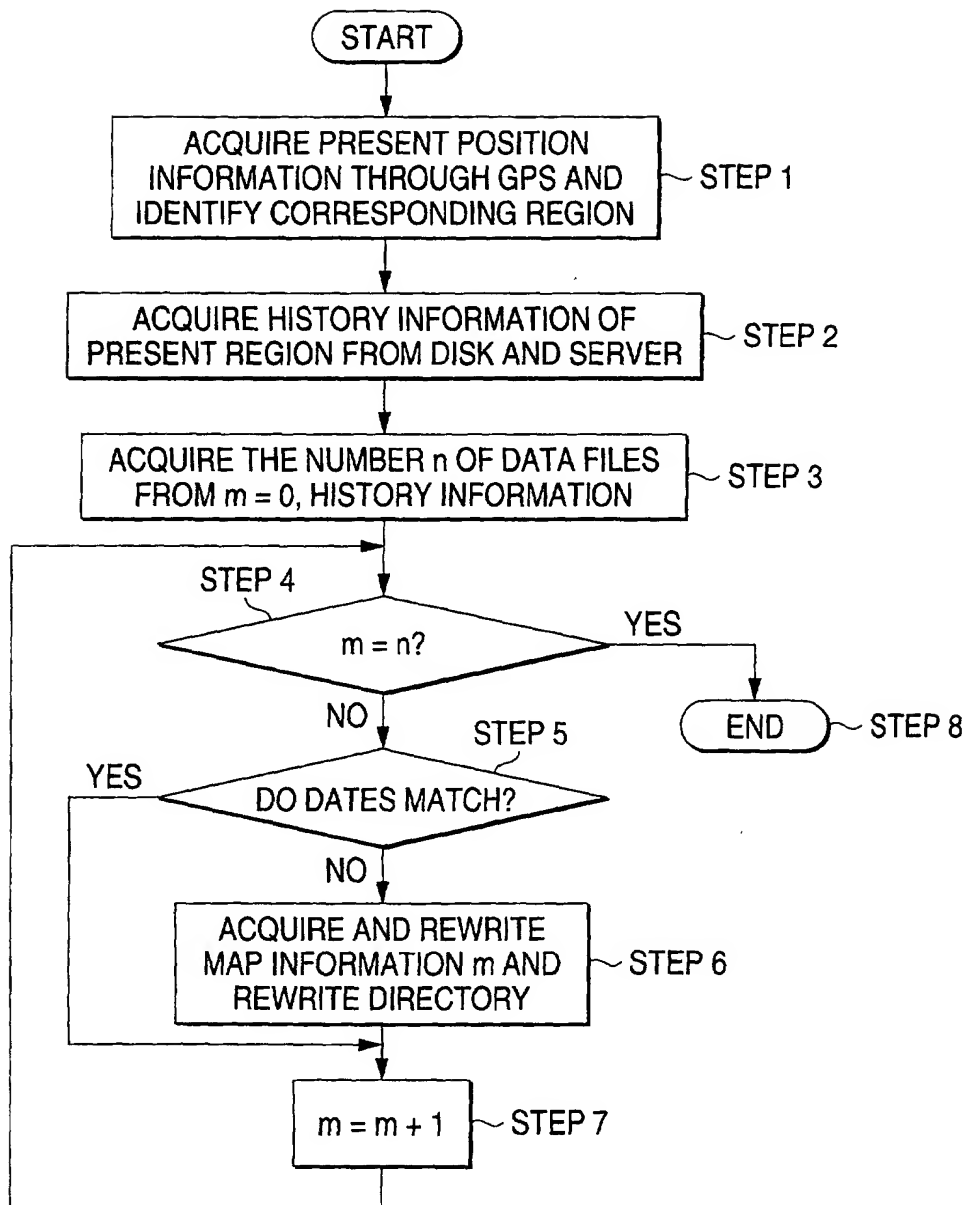 START
ACQUIRE PRESENT POSITION
INFORMATION THROUGH GPS AND
IDENTIFY CORRESPONDING REGION
STEP 1
ACQUIRE HISTORY INFORMATION OF
PRESENT REGION FROM DISK AND SERVER
STEP 2
ACQUIRE THE NUMBER n OF DATA FILES
FROM m = 0, HISTORY INFORMATION
STEP 3
STEP 4
m = n?
YES
NO
END
STEP 8
STEP 5
YES
DO DATES MATCH?
NO
ACQUIRE AND REWRITE
MAP INFORMATION m AND
REWRITE DIRECTORY
STEP 6
m = m + 1
STEP 7